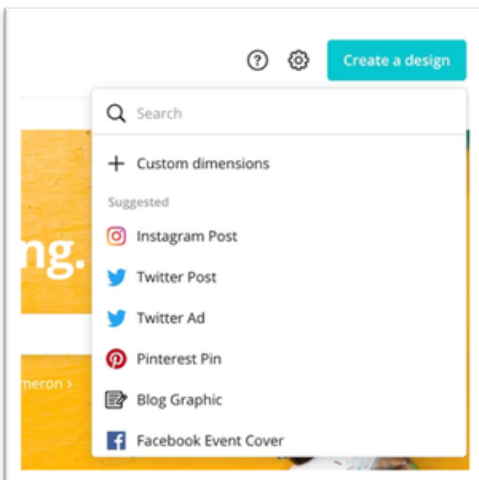 ? Create a design
Search
+ Custom dimensions
Suggested
Instagram Post
ng.
Twitter Post
Twitter Ad
Pinterest Pin
meron ›
Blog Graphic
Facebook Event Cover